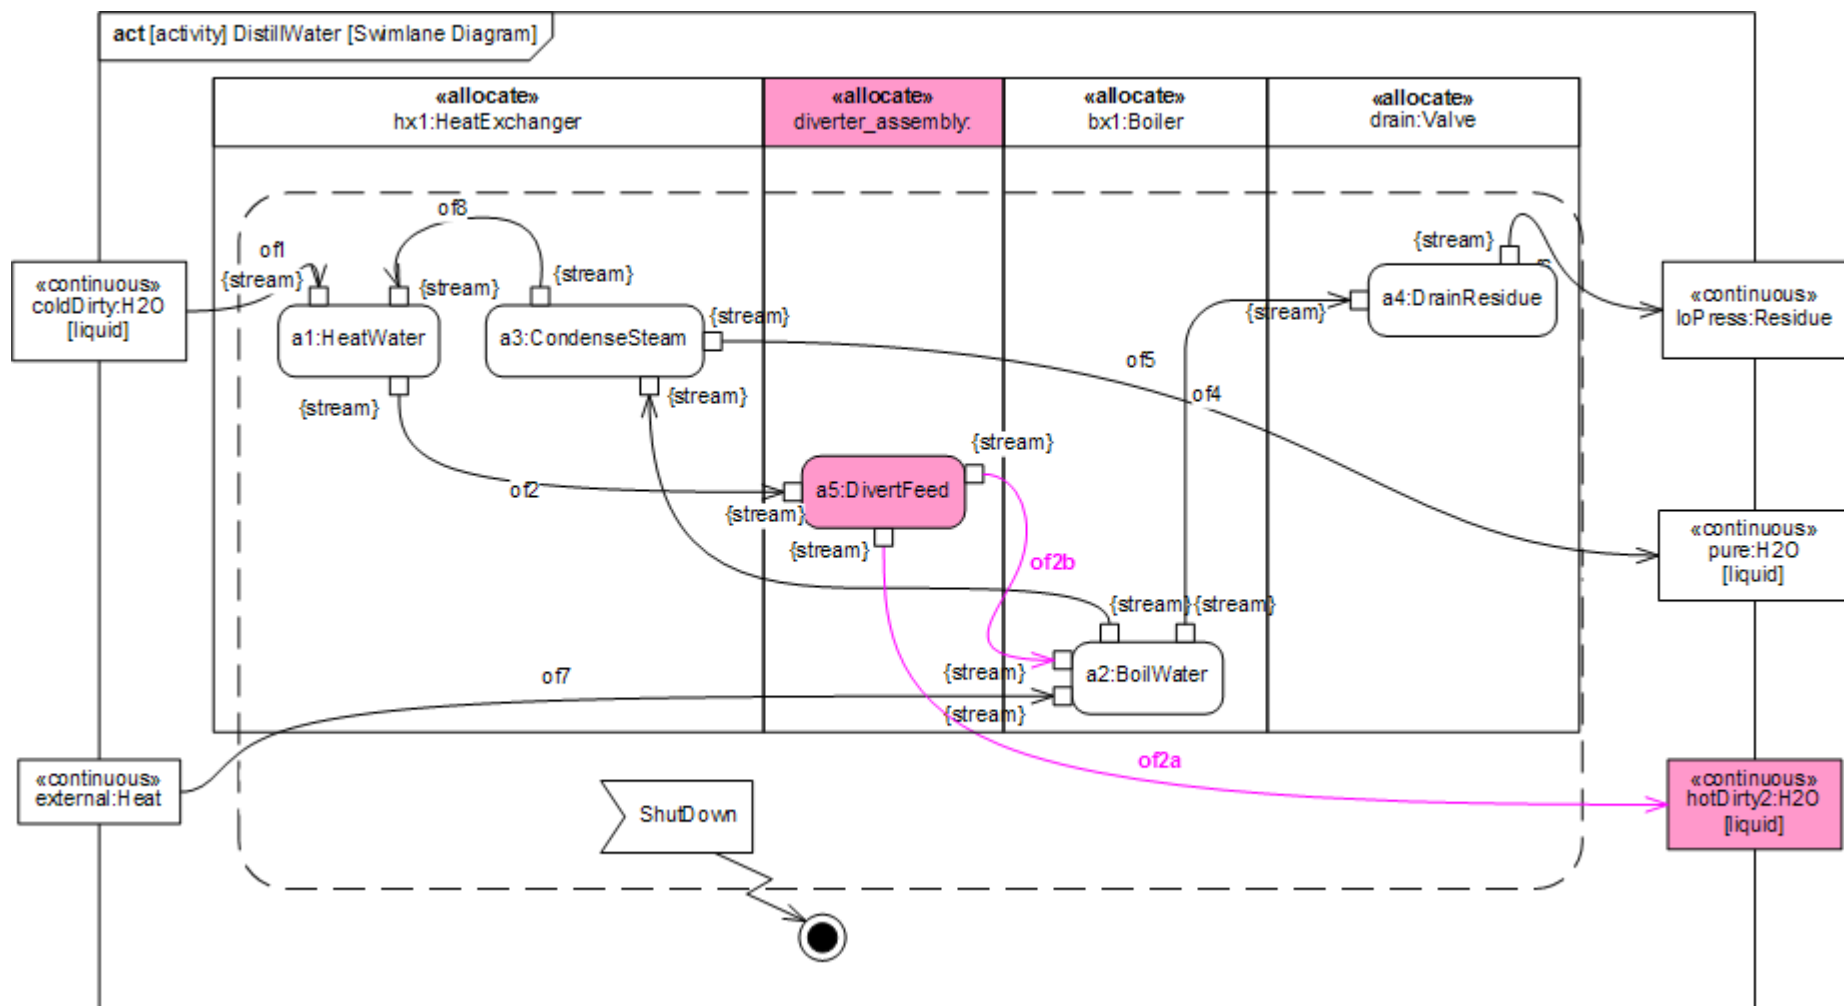 act [activity] DistillWater [Swimlane Diagram]
«allocate»
hx1:HeatExchanger
«allocate»
diverter_assembly:
«allocate»
bx1:Boiler
«allocate»
drain:Valve
of8
of1
{stream}
{stream}
{stream}
{stream}
«continuous»
coldDirty:H2O
[liquid]
a1:HeatWater
a3:CondenseSteam
{stream}
a4:DrainResidue
{stream}
«continuous»
loPress:Residue
of5
of4
{stream}
{stream}
{stream}
of2
a5:DivertFeed
{stream}
{stream}
of2b
«continuous»
pure:H2O
[liquid]
{stream}
{stream}
{stream}
a2:BoilWater
of7
{stream}
of2a
«continuous»
external:Heat
ShutDown
«continuous»
hotDirty2:H2O
[liquid]